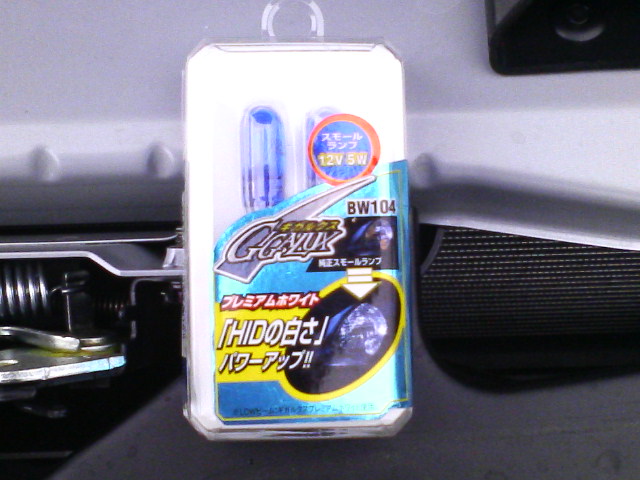 スモール
ランプ
12V 5W
BW104
ギガルクス
GIGALUX
純正スモールランプ
プレミアムホワイト
「HIDの白さ」
パワーアップ!!